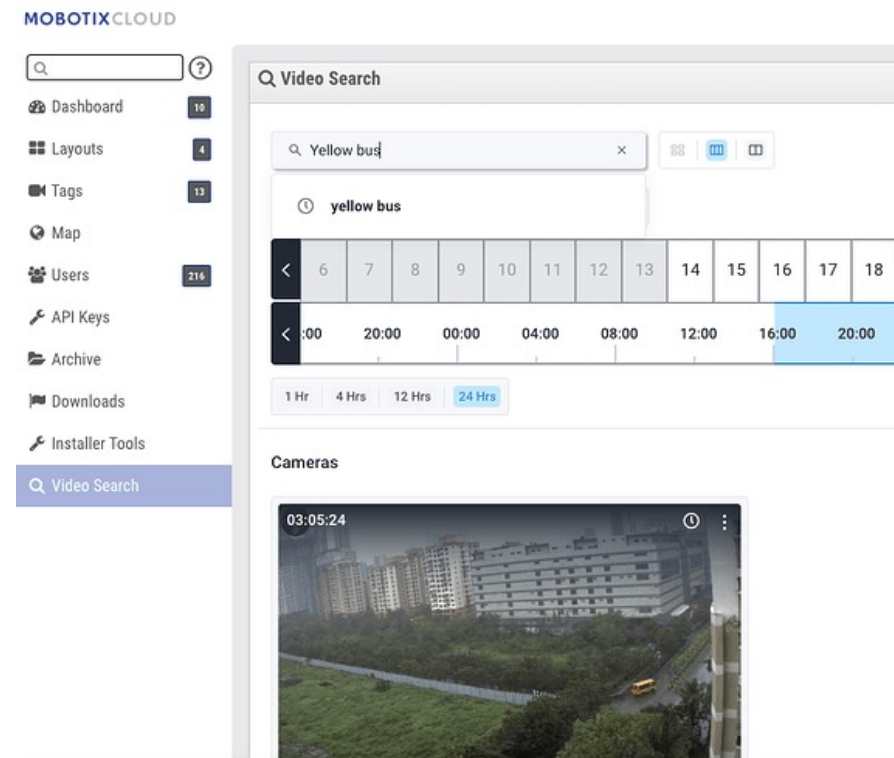 MOBOTIXCLOUD
?
Dashboard 10
Layouts 4
Tags 13
Map
Users 216
API Keys
Archive
Downloads
Installer Tools
Video Search
Video Search
Yellow bus ×
yellow bus
6 7 8 9 10 11 12 13 14 15 16 17 18
:00 20:00 00:00 04:00 08:00 12:00 16:00 20:00
1 Hr 4 Hrs 12 Hrs 24 Hrs
Cameras
03:05:24